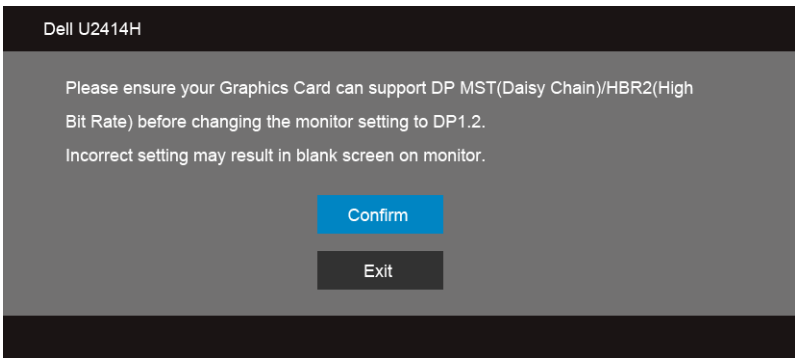 Dell U2414H
Please ensure your Graphics Card can support DP MST(Daisy Chain)/HBR2(High
Bit Rate) before changing the monitor setting to DP1.2.
Incorrect setting may result in blank screen on monitor.
Confirm
Exit